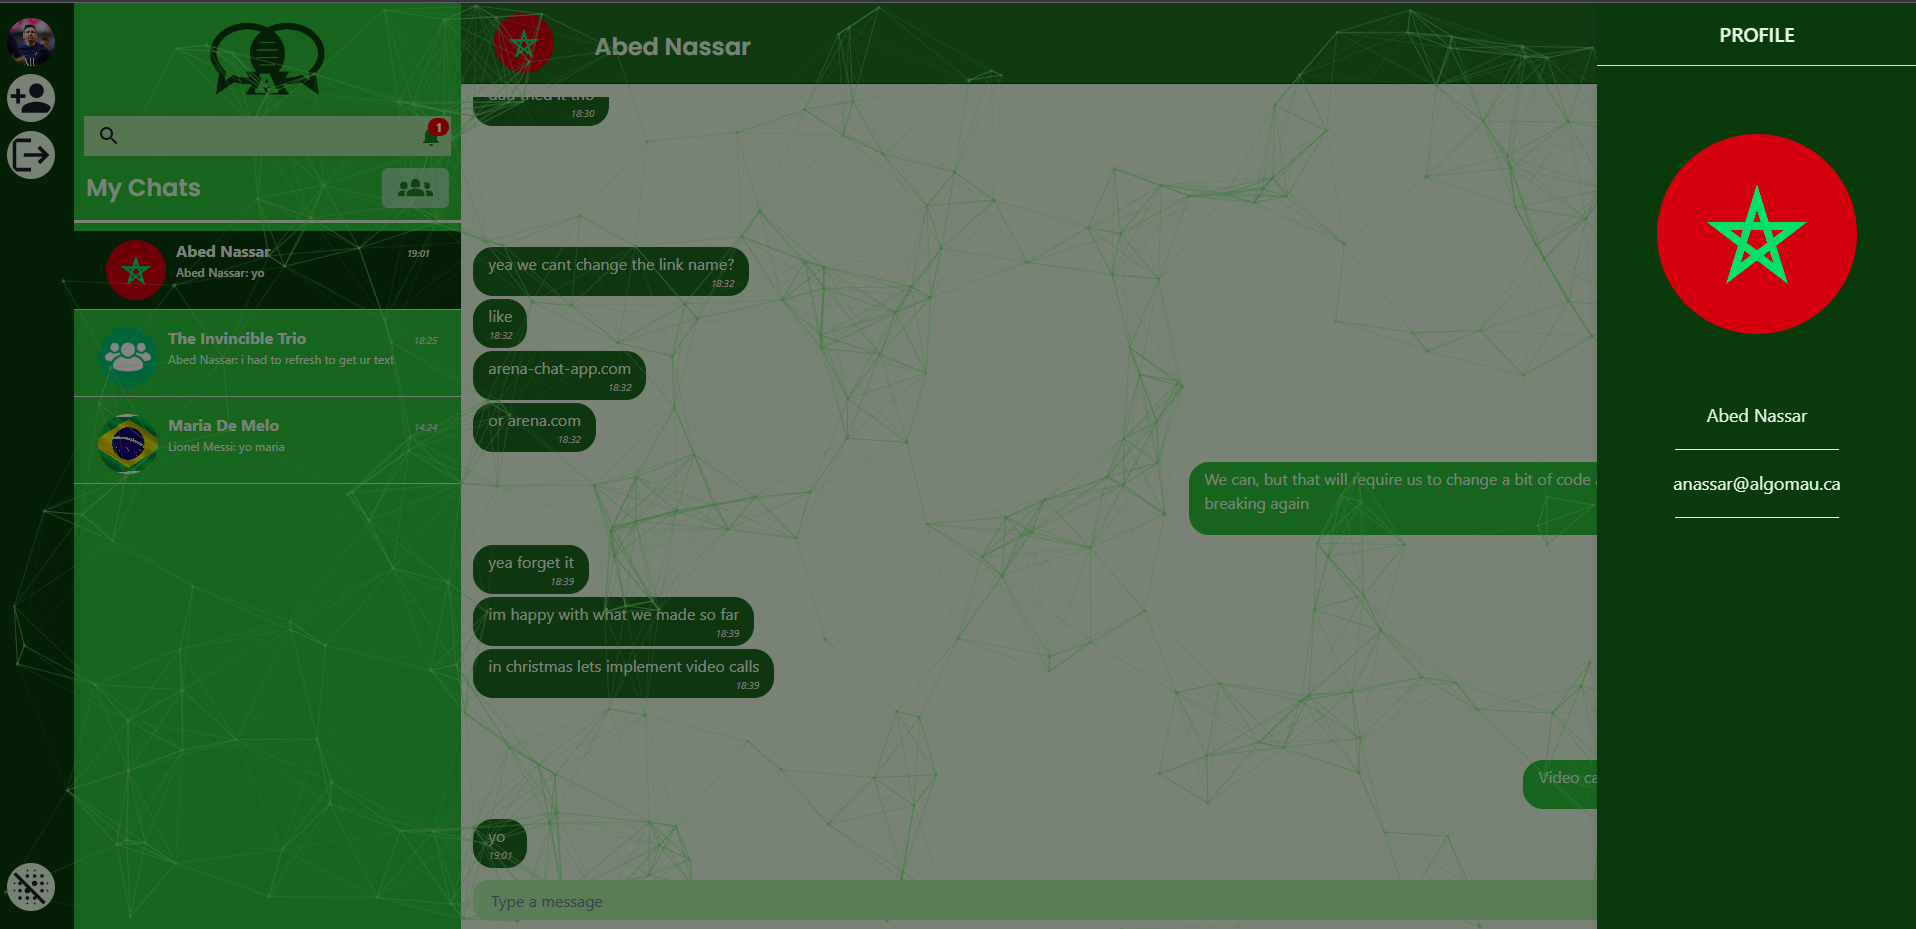 All
A
1
My Chats
Abed Nassar
19:01
Abed Nassar: yo
The Invincible Trio
18:25
Abed Nassar: i had to refresh to get ur text
Maria De Melo
14:24
Lionel Messi: yo maria
Abed Nassar
18:30
yea we cant change the link name?
18:32
like
18:32
arena-chat-app.com
18:32
or arena.com
18:32
We can, but that will require us to change a bit of code
breaking again
yea forget it
18:39
im happy with what we made so far
18:39
in christmas lets implement video calls
18:39
Video ca
yo
19:01
Type a message
PROFILE
Abed Nassar
anassar@algomau.ca